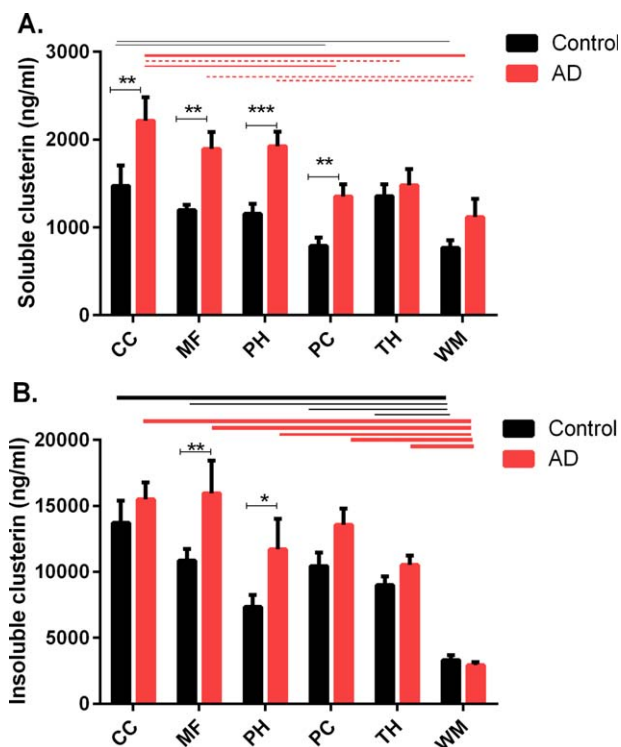 A.
Control
AD
Soluble clusterin (ng/ml)
3000
2000
1000
0
**
**
***
**
CC
MF
PH
PC
TH
WM
B.
Control
AD
Insoluble clusterin (ng/ml)
20000
15000
10000
5000
0
**
*
CC
MF
PH
PC
TH
WM